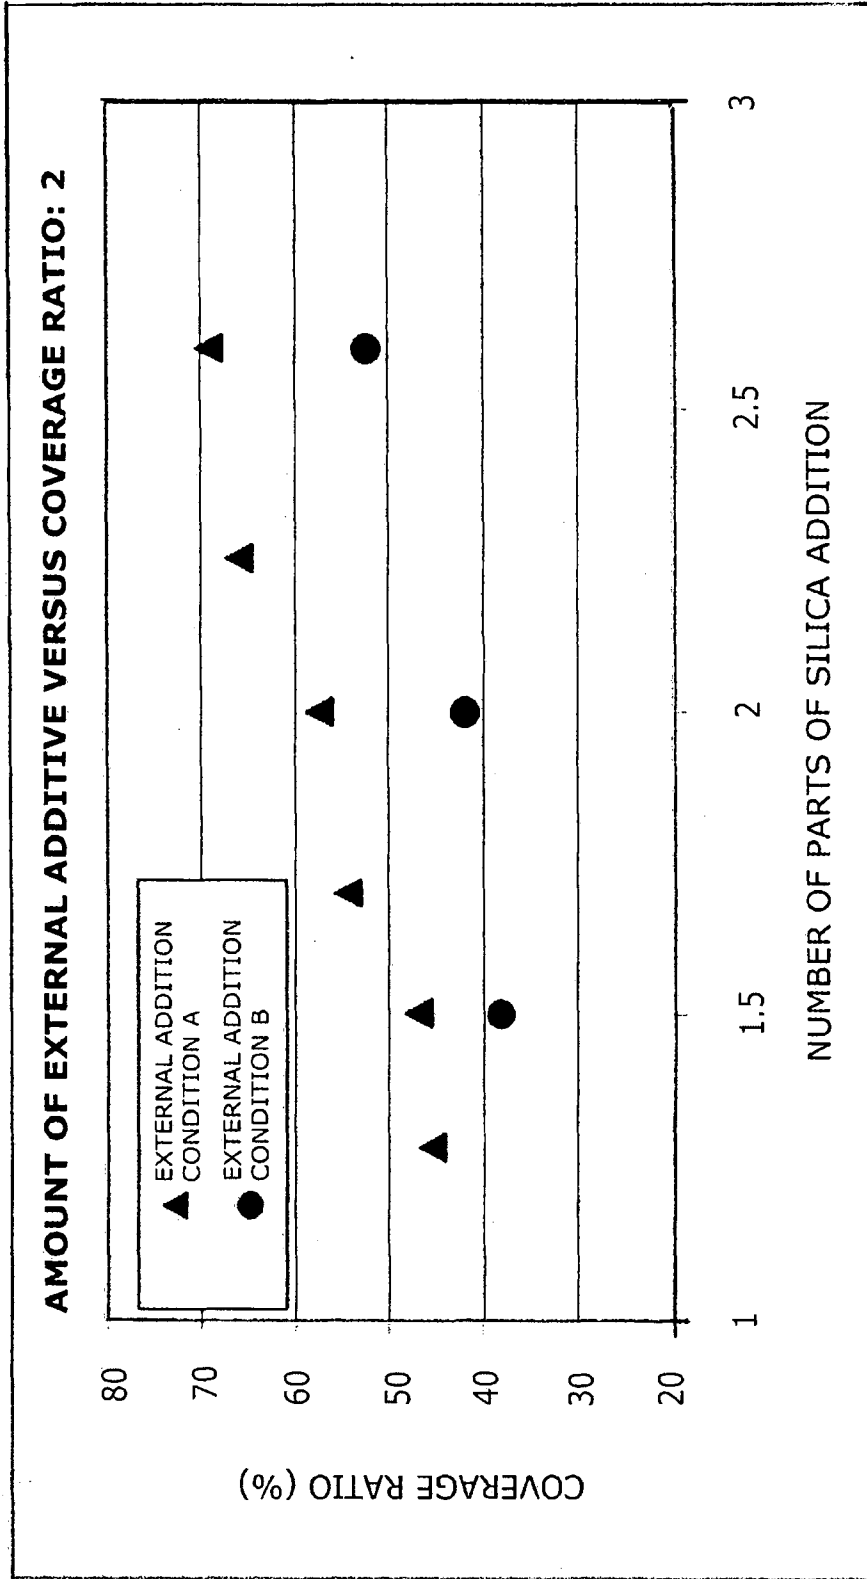 AMOUNT OF EXTERNAL ADDITIVE VERSUS COVERAGE RATIO: 2
COVERAGE RATIO (%)
80
70
60
50
40
30
20
EXTERNAL ADDITION
CONDITION A
EXTERNAL ADDITION
CONDITION B
1
1.5
2
2.5
3
NUMBER OF PARTS OF SILICA ADDITION